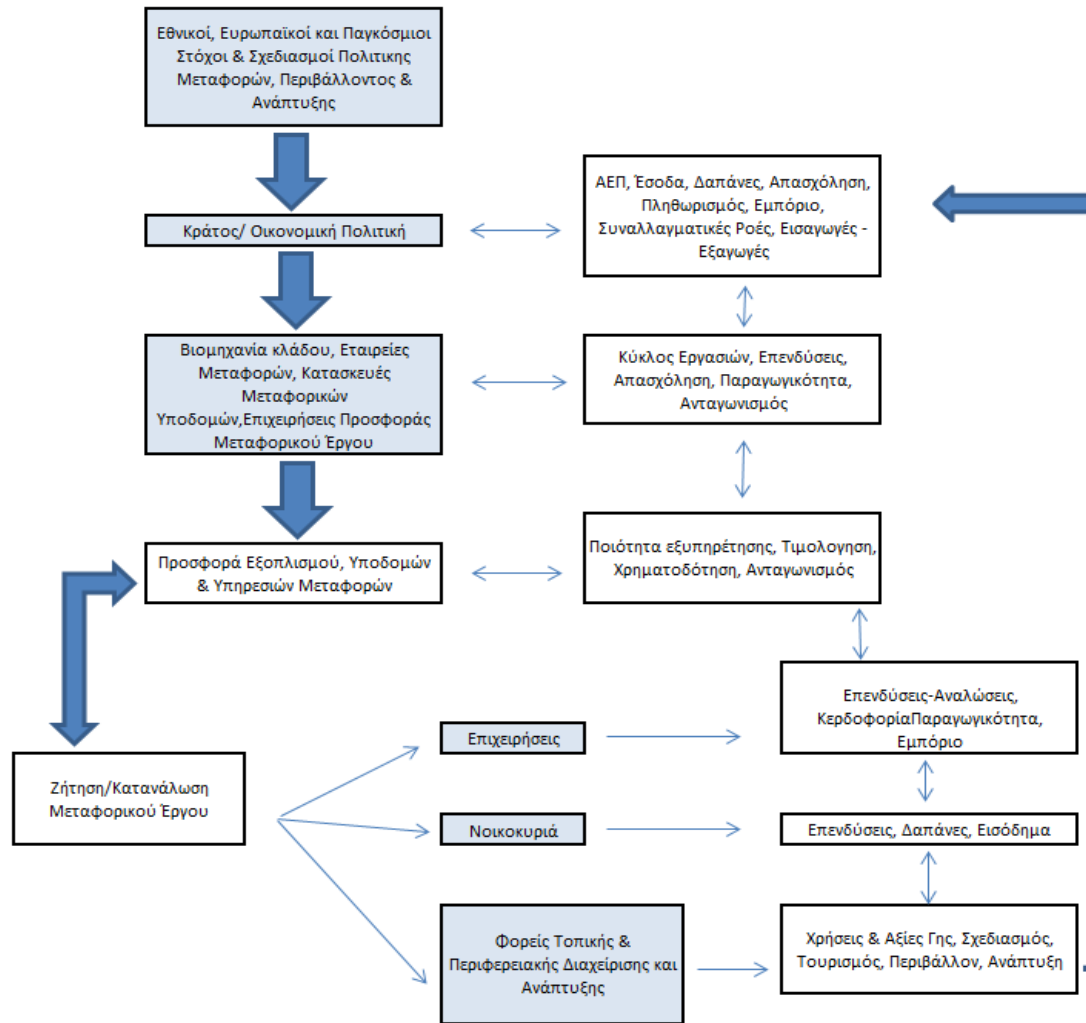 Εθνικοί, Ευρωπαϊκοί και Παγκόσμιοι
Στόχοι & Σχεδιασμοί Πολιτικης
Μεταφορών, Περιβάλλοντος &
Ανάπτυξης
ΑΕΠ, Έσοδα, Δαπάνες, Απασχόληση,
Πληθωρισμός, Εμπόριο,
Συναλλαγματικές Ροές, Εισαγωγές -
Εξαγωγές
Κράτος/ Οικονομική Πολιτική
Βιομηχανία κλάδου, Εταιρείες
Μεταφορών, Κατασκευές
Μεταφορικών
Υποδομών,Επιχειρήσεις Προσφοράς
Μεταφορικού Έργου
Κύκλος Εργασιών, Επενδύσεις,
Απασχόληση, Παραγωγικότητα,
Ανταγωνισμός
Προσφορά Εξοπλισμού, Υποδομών
& Υπηρεσιών Μεταφορών
Ποιότητα εξυπηρέτησης, Τιμολογηση,
Χρηματοδότηση, Ανταγωνισμός
Ζήτηση/Κατανάλωση
Μεταφορικού Έργου
Επιχειρήσεις
Επενδύσεις-Αναλώσεις,
ΚερδοφορίαΠαραγωγικότητα,
Εμπόριο
Νοικοκυριά
Επενδύσεις, Δαπάνες, Εισόδημα
Φορείς Τοπικής &
Περιφερειακής Διαχείρισης και
Ανάπτυξης
Χρήσεις & Αξίες Γης, Σχεδιασμός,
Τουρισμός, Περιβάλλον, Ανάπτυξη